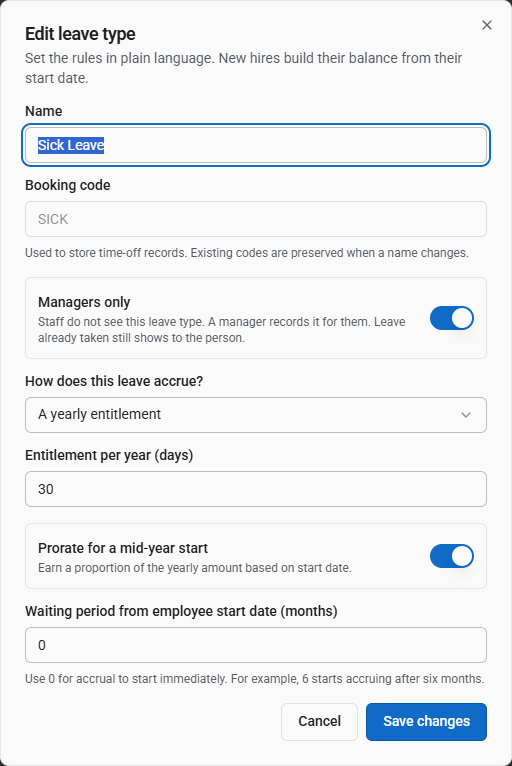 Edit leave type
Set the rules in plain language. New hires build their balance from their
start date.
Name
Sick Leave
Booking code
SICK
Used to store time-off records. Existing codes are preserved when a name changes.
Managers only
Staff do not see this leave type. A manager records it for them. Leave
already taken still shows to the person.
How does this leave accrue?
A yearly entitlement
Entitlement per year (days)
30
Prorate for a mid-year start
Earn a proportion of the yearly amount based on start date.
Waiting period from employee start date (months)
0
Use 0 for accrual to start immediately. For example, 6 starts accruing after six months.
Cancel
Save changes